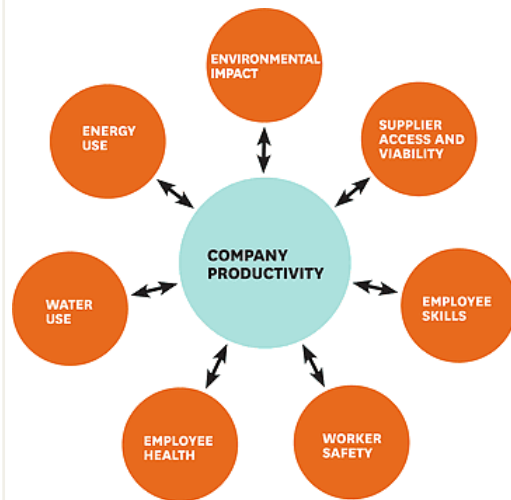 ENVIRONMENTAL
IMPACT
SUPPLIER
ACCESS AND
VIABILITY
EMPLOYEE
SKILLS
WORKER
SAFETY
EMPLOYEE
HEALTH
WATER
USE
ENERGY
USE
COMPANY
PRODUCTIVITY